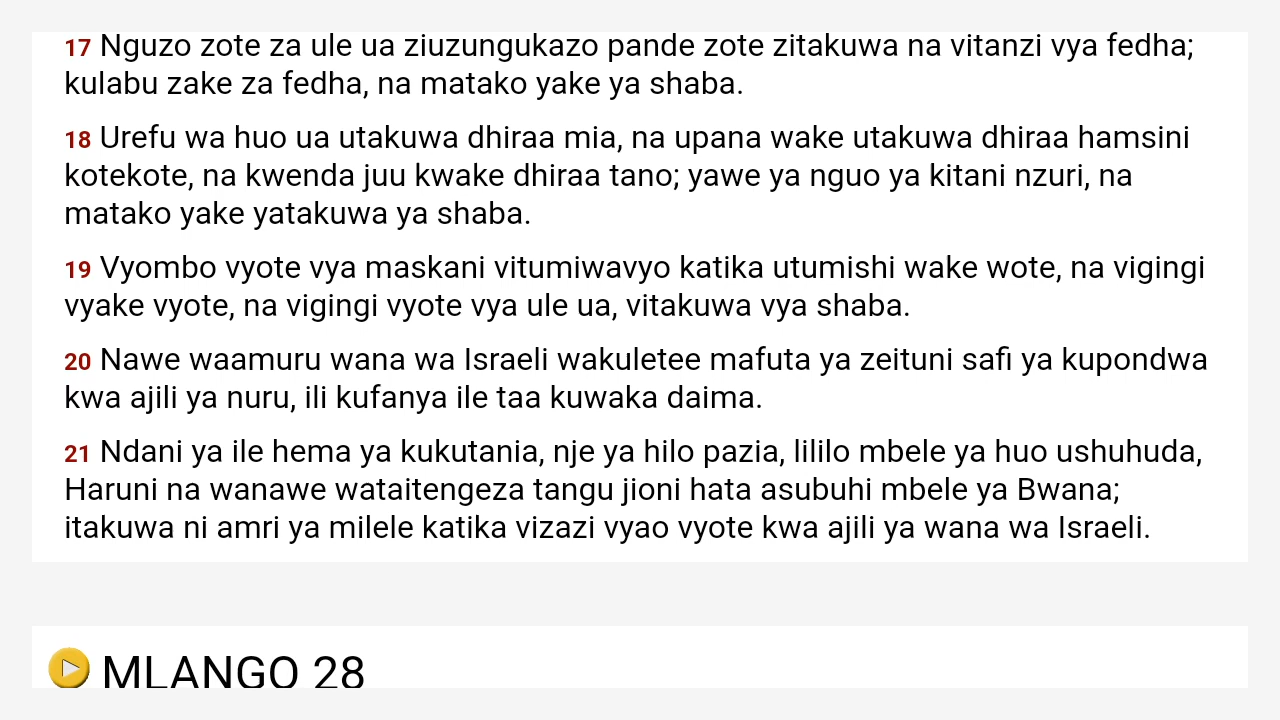 17 Nguzo zote za ule ua ziuzungukazo pande zote zitakuwa na vitanzi vya fedha;
kulabu zake za fedha, na matako yake ya shaba.
18 Urefu wa huo ua utakuwa dhiraa mia, na upana wake utakuwa dhiraa hamsini
kotekote, na kwenda juu kwake dhiraa tano; yawe ya nguo ya kitani nzuri, na
matako yake yatakuwa ya shaba.
19 Vyombo vyote vya maskani vitumiwavyo katika utumishi wake wote, na vigingi
vyake vyote, na vigingi vyote vya ule ua, vitakuwa vya shaba.
20 Nawe waamuru wana wa Israeli wakuletee mafuta ya zeituni safi ya kupondwa
kwa ajili ya nuru, ili kufanya ile taa kuwaka daima.
21 Ndani ya ile hema ya kukutania, nje ya hilo pazia, lililo mbele ya huo ushuhuda,
Haruni na wanawe wataitengeza tangu jioni hata asubuhi mbele ya Bwana;
itakuwa ni amri ya milele katika vizazi vyao vyote kwa ajili ya wana wa Israeli.
MLANGO 28